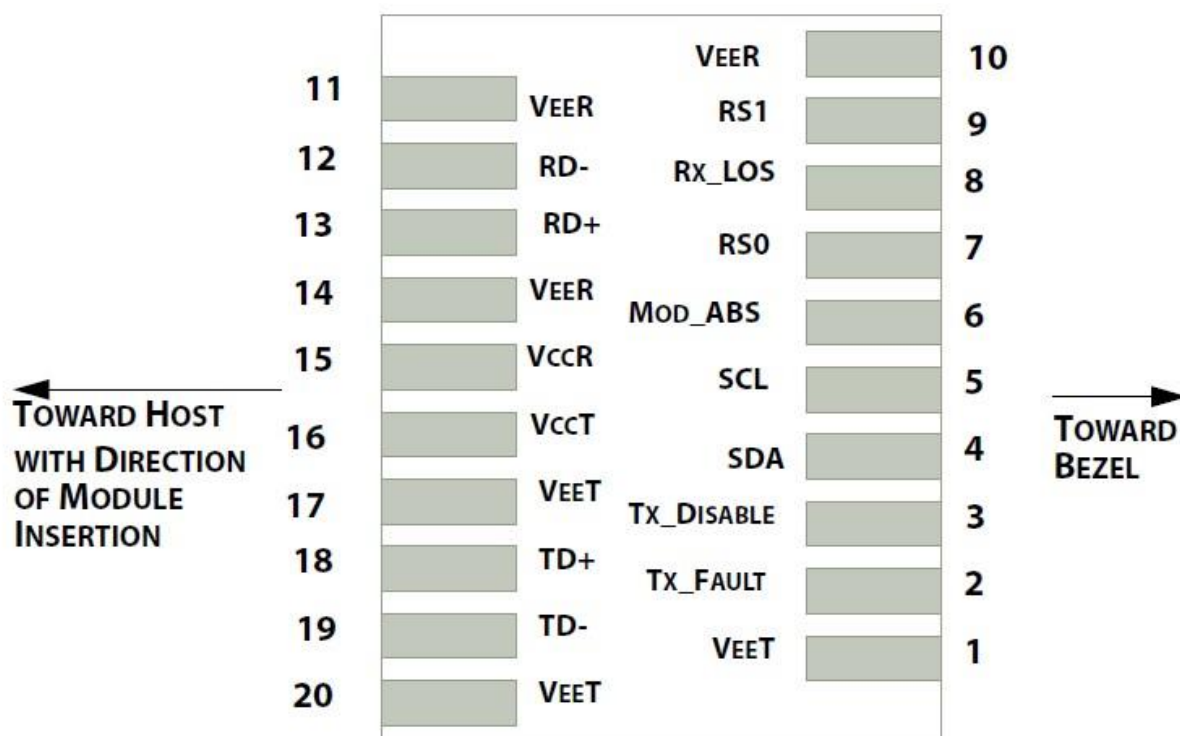 11 VEER
12 RD-
13 RD+
14 VEER
15 VCCR
16 VCCT
17 VEET
18 TD+
19 TD-
20 VEET
VEER 10
RS1 9
RX_LOS 8
RS0 7
MOD_ABS 6
SCL 5
SDA 4
TX_DISABLE 3
TX_FAULT 2
VEET 1
TOWARD HOST
WITH DIRECTION
OF MODULE
INSERTION
TOWARD
BEZEL